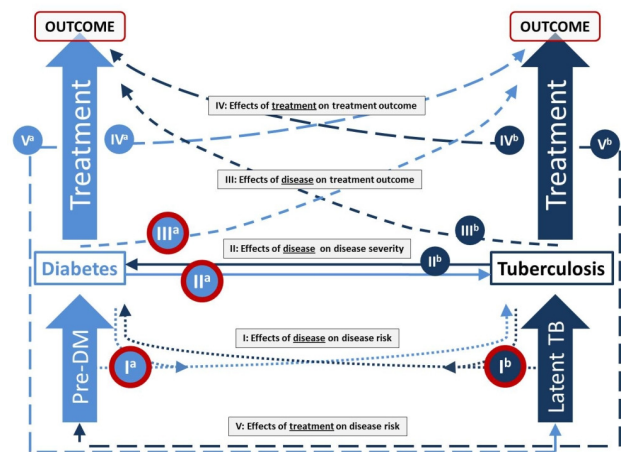 OUTCOME
OUTCOME
Treatment
Treatment
IV: Effects of treatment on treatment outcome
Vᵃ
IVᵃ
IVᵇ
Vᵇ
III: Effects of disease on treatment outcome
IIIᵃ
IIIᵇ
II: Effects of disease on disease severity
Diabetes
IIᵃ
IIᵇ
Tuberculosis
Pre-DM
Latent TB
I: Effects of disease on disease risk
Iᵃ
Iᵇ
V: Effects of treatment on disease risk